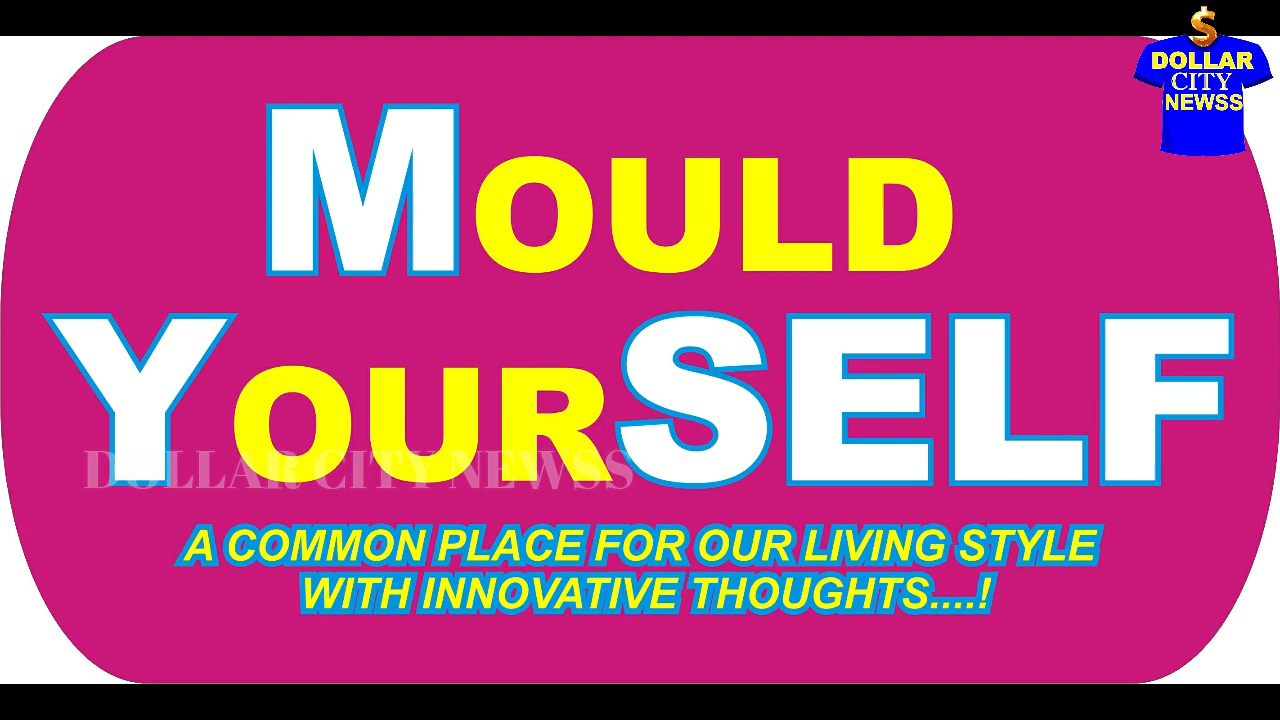 $
DOLLAR
CITY
NEWSS
MOULD
YOURSELF
DOLLAR CITY NEWSS
A COMMON PLACE FOR OUR LIVING STYLE
WITH INNOVATIVE THOUGHTS....!